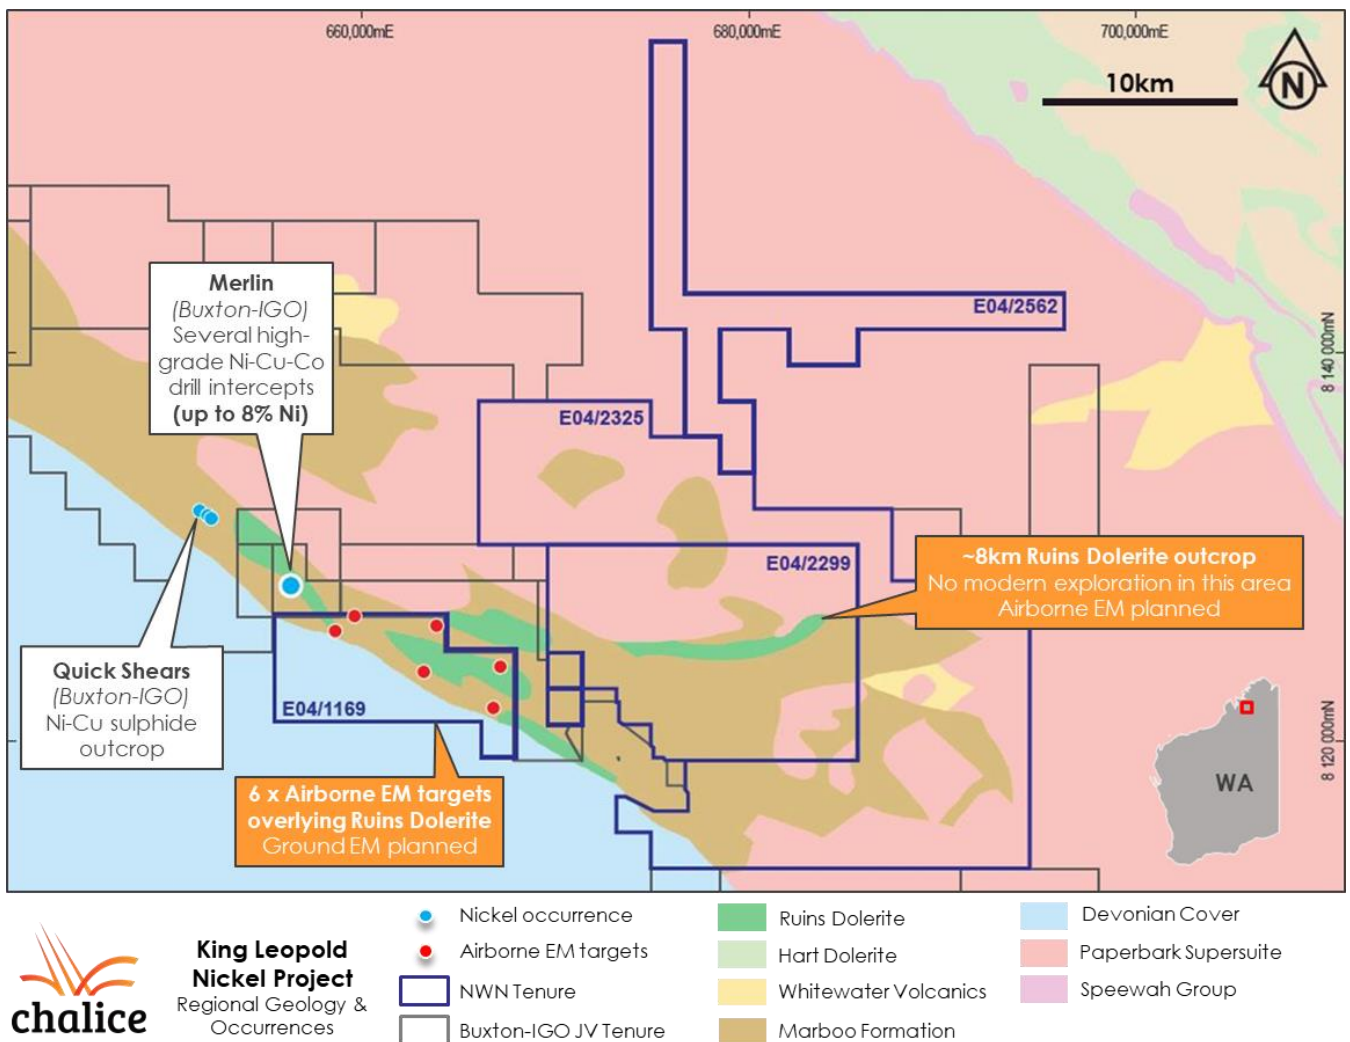 660,000mE
680,000mE
700,000mE
10km
N
Merlin
(Buxton-IGO)
Several high-
grade Ni-Cu-Co
drill intercepts
(up to 8% Ni)
E04/2562
8 140 000mN
E04/2325
E04/2299
~8km Ruins Dolerite outcrop
No modern exploration in this area
Airborne EM planned
Quick Shears
(Buxton-IGO)
Ni-Cu sulphide
outcrop
E04/1169
8 120 000mN
WA
6 x Airborne EM targets
overlying Ruins Dolerite
Ground EM planned
chalice
King Leopold
Nickel Project
Regional Geology &
Occurrences
Nickel occurrence
Airborne EM targets
NWN Tenure
Buxton-IGO JV Tenure
Ruins Dolerite
Hart Dolerite
Whitewater Volcanics
Marboo Formation
Devonian Cover
Paperbark Supersuite
Speewah Group